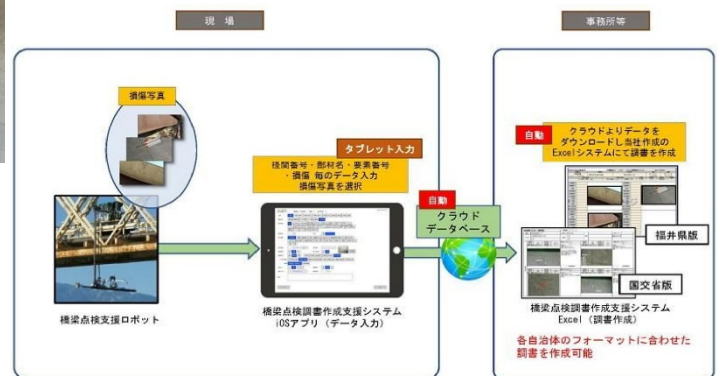 現　場
事務所等
損傷写真
タブレット入力
径間番号・部材名・要素番号
・損傷 毎のデータ入力
損傷写真を選択
自動
クラウド
データベース
自動
クラウドよりデータを
ダウンロードし当社作成の
Excelシステムにて調書を作成
福井県版
国交省版
橋梁点検支援ロボット
橋梁点検調書作成支援システム
iOSアプリ（データ入力）
橋梁点検調書作成支援システム
Excel（調書作成）
各自治体のフォーマットに合わせた
調書を作成可能